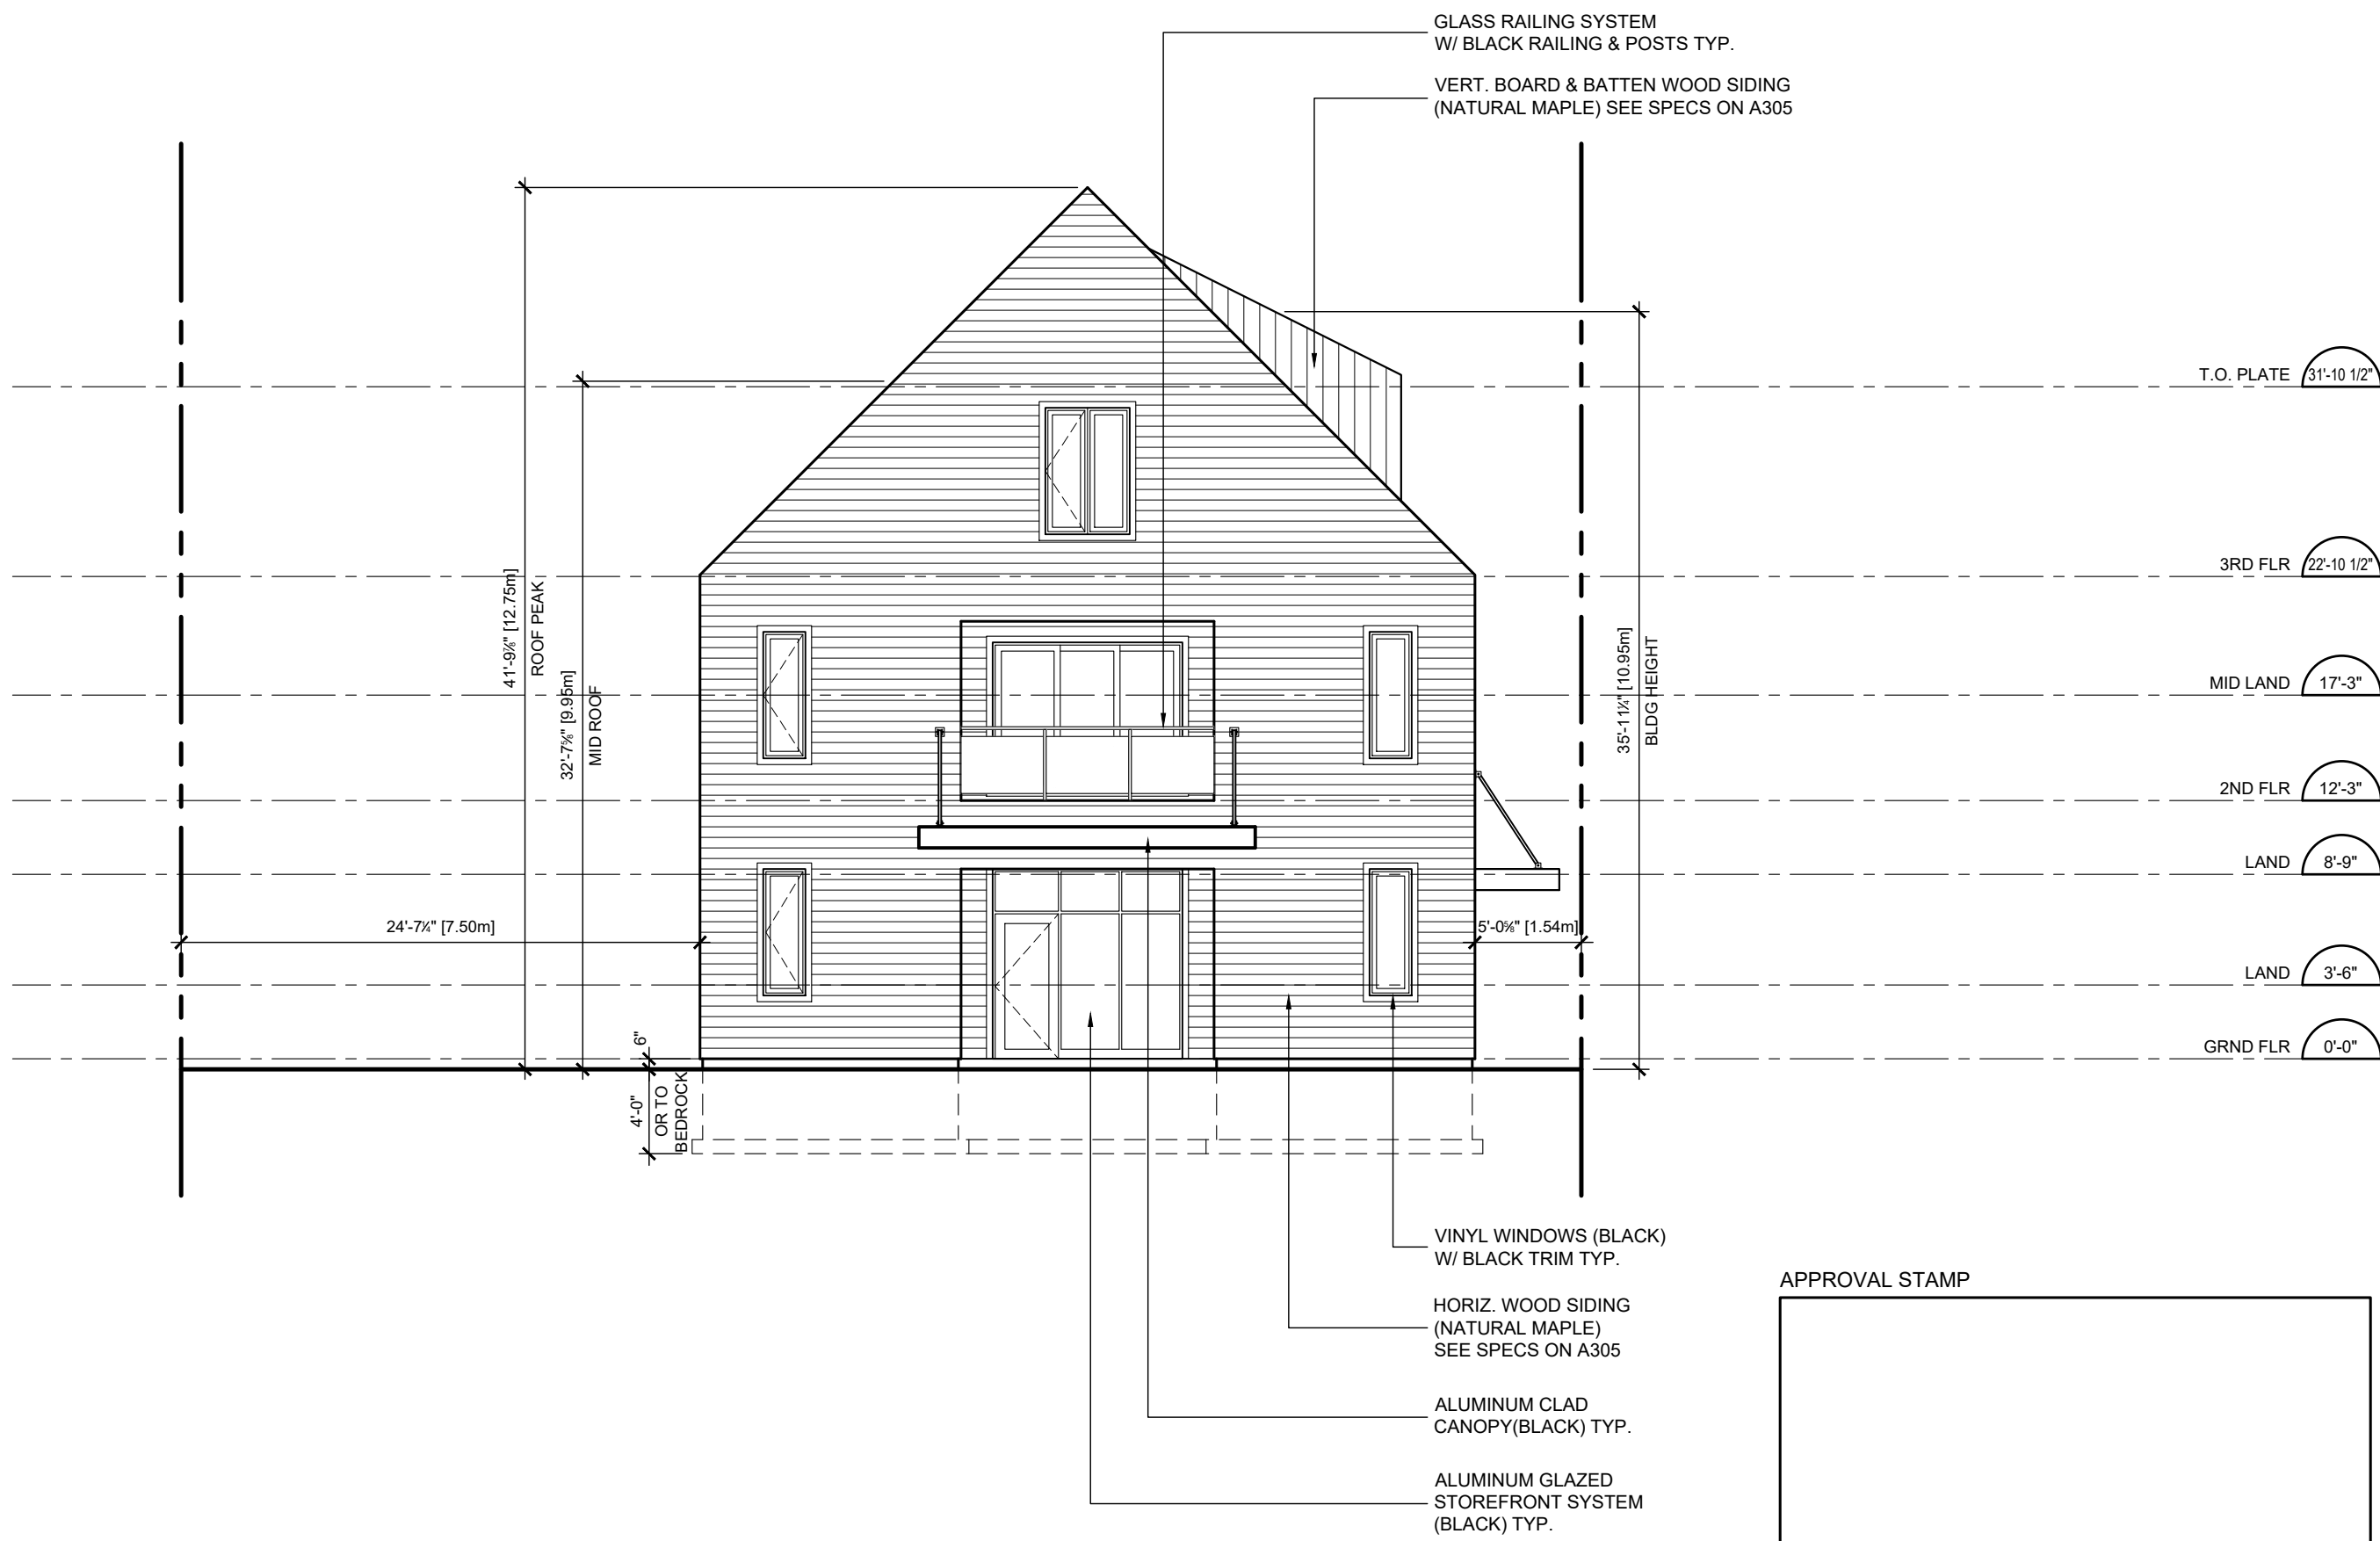 GLASS RAILING SYSTEM
W/ BLACK RAILING & POSTS TYP.
VERT. BOARD & BATTEN WOOD SIDING
(NATURAL MAPLE) SEE SPECS ON A305
T.O. PLATE 31'-10 1/2"
3RD FLR 22'-10 1/2"
MID LAND 17'-3"
2ND FLR 12'-3"
LAND 8'-9"
LAND 3'-6"
GRND FLR 0'-0"
41'-9⅞" [12.75m]
ROOF PEAK
32'-7⅝" [9.95m]
MID ROOF
35'-11¼" [10.95m]
BLDG HEIGHT
24'-7¼" [7.50m]
5'-0⅝" [1.54m]
6"
4'-0"
OR TO
BEDROCK
VINYL WINDOWS (BLACK)
W/ BLACK TRIM TYP.
HORIZ. WOOD SIDING
(NATURAL MAPLE)
SEE SPECS ON A305
ALUMINUM CLAD
CANOPY(BLACK) TYP.
ALUMINUM GLAZED
STOREFRONT SYSTEM
(BLACK) TYP.
APPROVAL STAMP